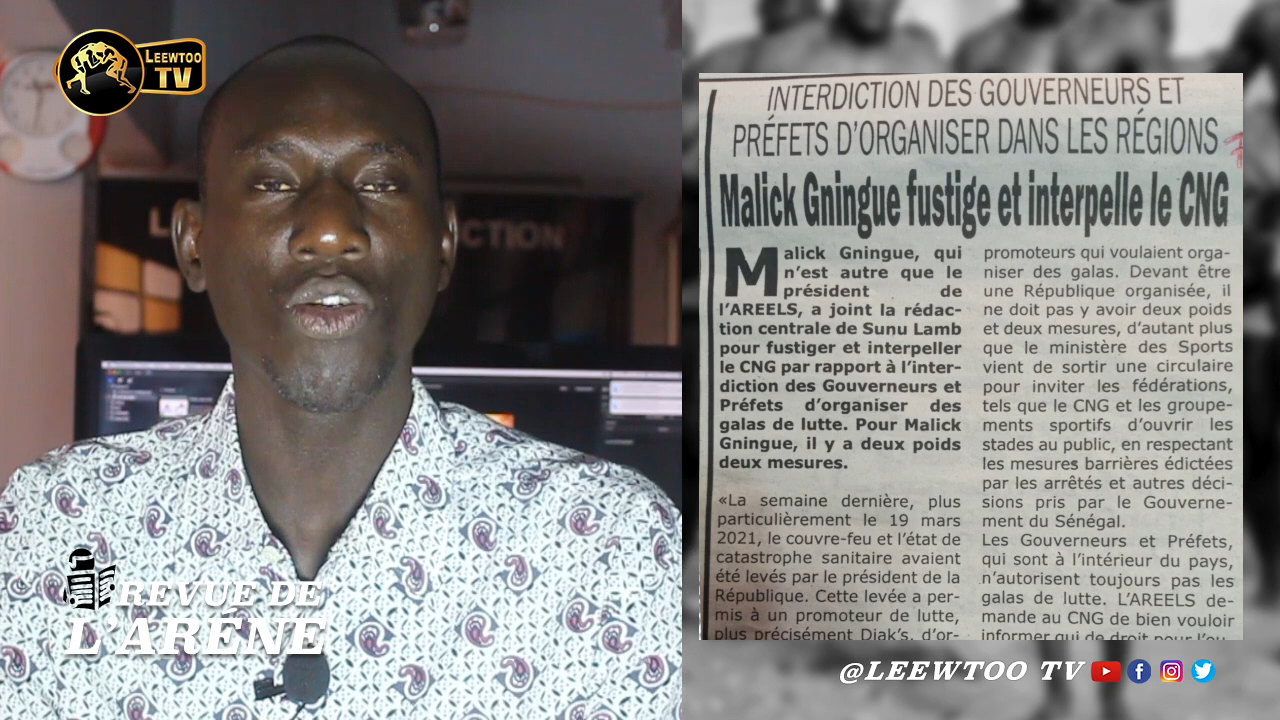 LEEWTOO
TV
CTION
REVUE DE
L'ARÉNE
INTERDICTION DES GOUVERNEURS ET
PRÉFETS D'ORGANISER DANS LES RÉGIONS
Malick Gningue fustige et interpelle le CNG
Malick Gningue, qui
n'est autre que le
président de
l'AREELS, a joint la rédac-
tion centrale de Sunu Lamb
pour fustiger et interpeller
le CNG par rapport à l'inter-
diction des Gouverneurs et
Préfets d'organiser des
galas de lutte. Pour Malick
Gningue, il y a deux poids
deux mesures.
«La semaine dernière, plus
particulièrement le 19 mars
2021, le couvre-feu et l'état de
catastrophe sanitaire avaient
été levés par le président de la
République. Cette levée a per-
mis à un promoteur de lutte,
plus précisément Diak's, d'or-
promoteurs qui voulaient orga-
niser des galas. Devant être
une République organisée, il
ne doit pas y avoir deux poids
et deux mesures, d'autant plus
que le ministère des Sports
vient de sortir une circulaire
pour inviter les fédérations,
tels que le CNG et les groupe-
ments sportifs d'ouvrir les
stades au public, en respectant
les mesures barrières édictées
par les arrêtés et autres déci-
sions pris par le Gouverne-
ment du Sénégal.
Les Gouverneurs et Préfets,
qui sont à l'intérieur du pays,
n'autorisent toujours pas les
galas de lutte. L'AREELS de-
mande au CNG de bien vouloir
informer qui de droit pour l'ou-
@LEEWTOO TV